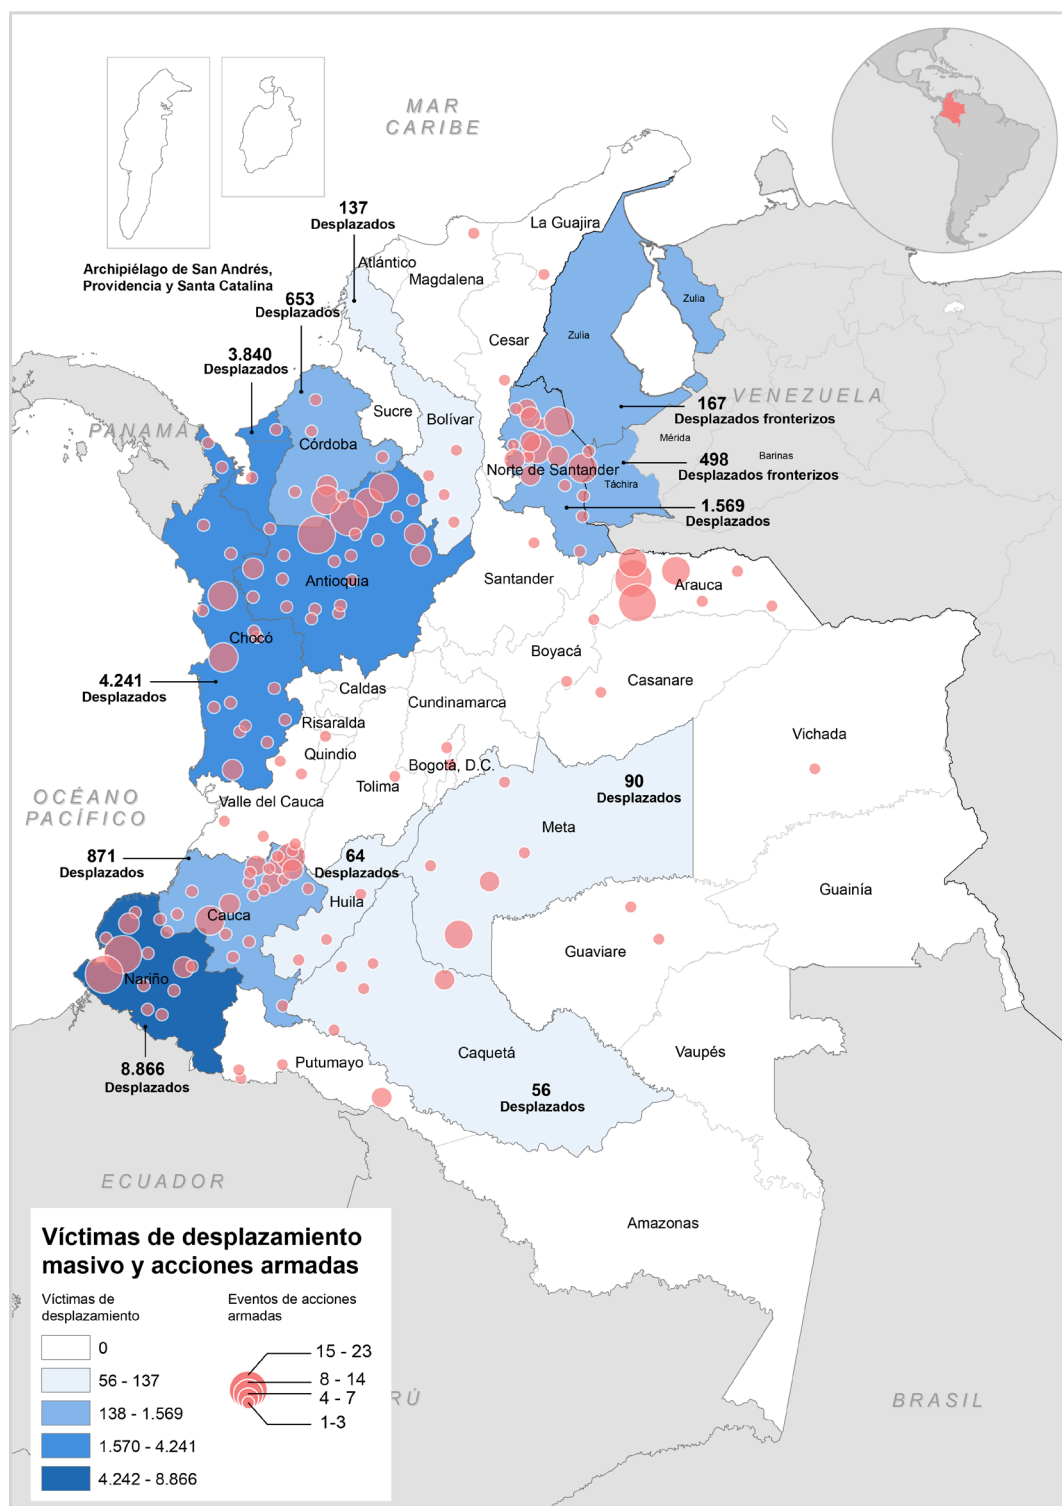 MAR
CARIBE
137
Desplazados
La Guajira
Atlántico
Magdalena
Archipiélago de San Andrés,
Providencia y Santa Catalina
653
Desplazados
Zulia
Zulia
Cesar
3.840
Desplazados
VENEZUELA
167
Desplazados fronterizos
Sucre
Bolívar
PANAMÁ
Córdoba
Mérida
Barinas
498
Desplazados fronterizos
Norte de Santander
Táchira
1.569
Desplazados
Santander
Antioquia
Arauca
Chocó
Boyacá
Casanare
4.241
Desplazados
Caldas
Cundinamarca
Risaralda
Vichada
Quindio
Bogotá, D.C.
Tolima
90
Desplazados
OCÉANO
PACÍFICO
Valle del Cauca
Meta
871
Desplazados
64
Desplazados
Guainía
Huila
Cauca
Guaviare
Nariño
Vaupés
Caquetá
8.866
Desplazados
Putumayo
56
Desplazados
ECUADOR
Amazonas
Víctimas de desplazamiento
masivo y acciones armadas
Víctimas de
desplazamiento
Eventos de acciones
armadas
0
56 - 137
138 - 1.569
1.570 - 4.241
4.242 - 8.866
15 - 23
8 - 14
4 - 7
1-3
RÚ
BRASIL